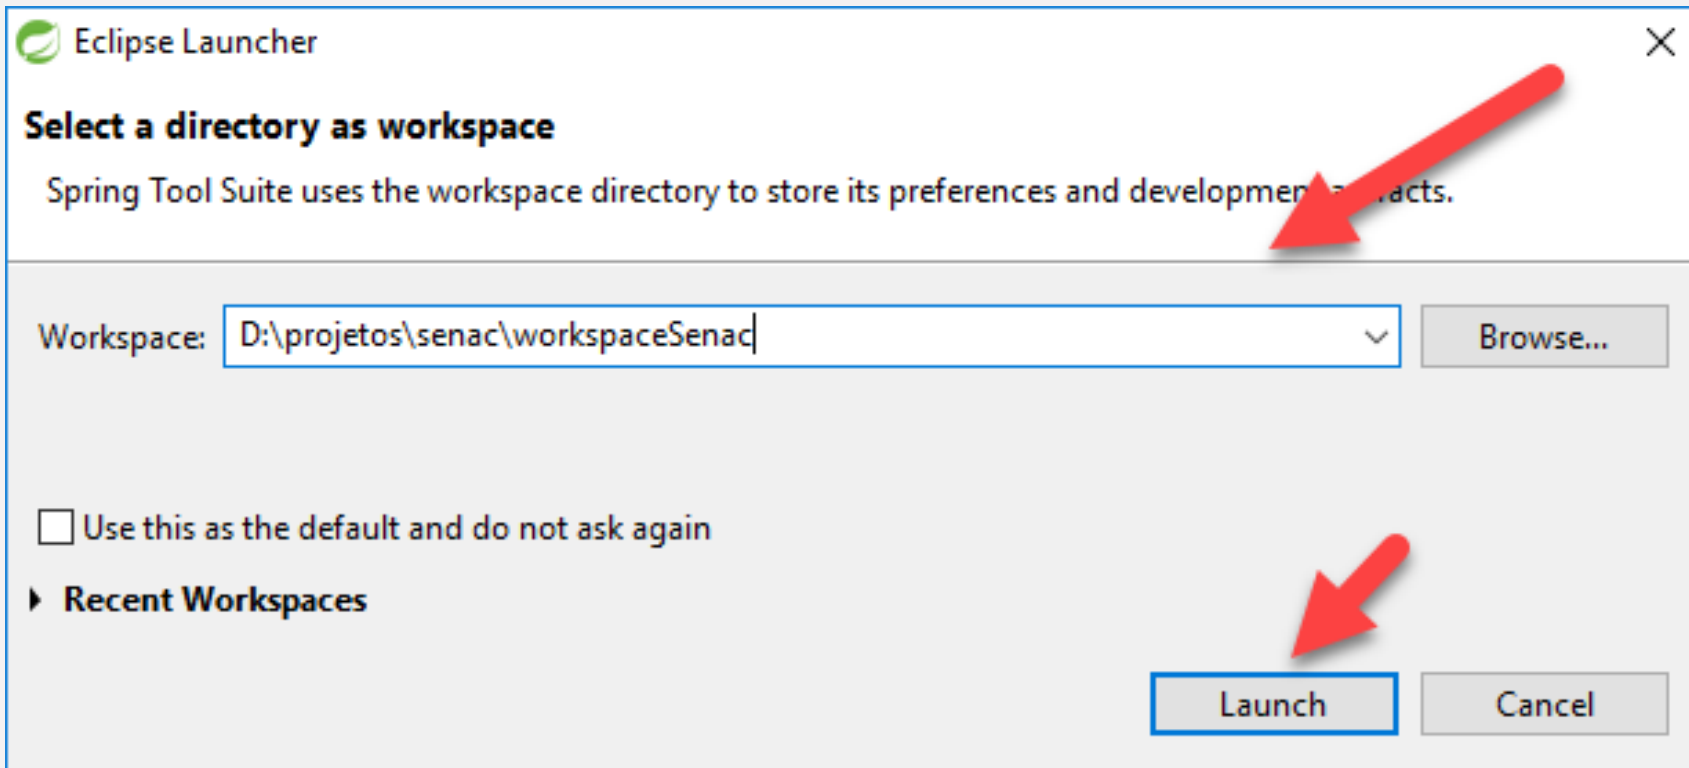 Eclipse Launcher
Select a directory as workspace
Spring Tool Suite uses the workspace directory to store its preferences and
Workspace: D:\projetos\senac\workspaceSenac Browse...
Use this as the default and do not ask again
Recent Workspaces
Launch Cancel